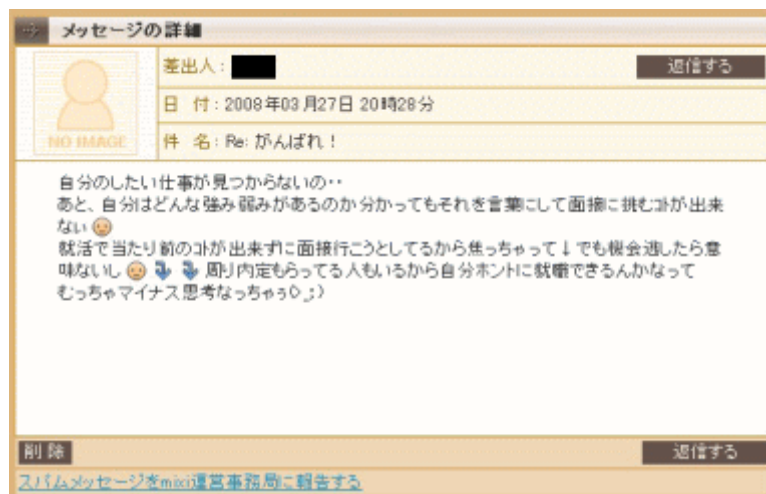 メッセージの詳細
差出人:
返信する
日 付:2008年03月27日 20時28分
NO IMAGE
件 名:Re: がんばれ!
自分のしたい仕事が見つからないの・・
あと、自分はどんな強み弱みがあるのか分かってもそれを言葉にして面接に挑むコトが出来
ない
就活で当たり前のコトが出来ずに面接行こうとしてるから焦っちゃって↓でも機会逃したら意
味ないし 周り内定もらってる人もいるから自分ホントに就職できるんかなって
むっちゃマイナス思考なっちゃぅ◇_;)
削 除
返信する
スパムメッセージをmixi運営事務局に報告する